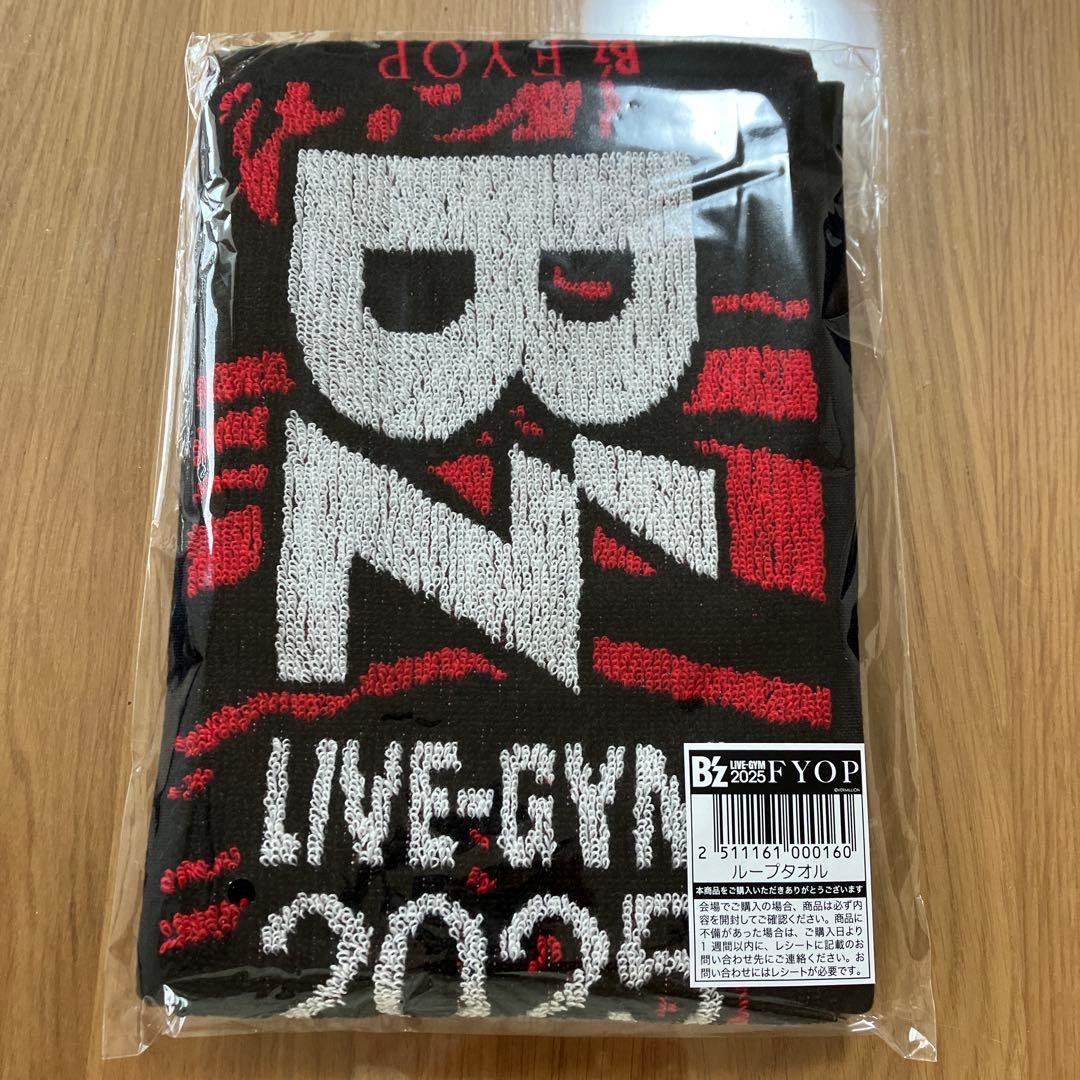 B'z FYOP
B'z
LIVE-GYM
2025
B'z LIVE-GYM 2025 FYOP
©VERMILLION
2 511161 000160
ループタオル
本商品をご購入いただきありがとうございます
会場でご購入の場合、商品は必ず内
容を開封してご確認ください。商品に
不備があった場合は、ご購入日より
1週間以内に、レシートに記載のお
問い合わせ先にご連絡ください。お
問い合わせにはレシートが必要です。